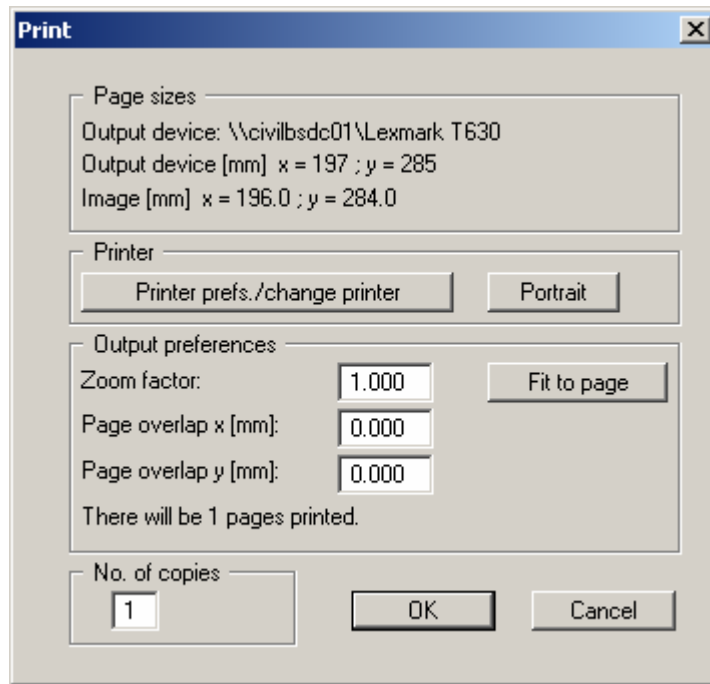 Print
Page sizes
Output device: \\civilbsdc01\Lexmark T630
Output device [mm] x = 197 ; y = 285
Image [mm] x = 196.0 ; y = 284.0
Printer
Printer prefs./change printer Portrait
Output preferences
Zoom factor: 1.000 Fit to page
Page overlap x [mm]: 0.000
Page overlap y [mm]: 0.000
There will be 1 pages printed.
No. of copies
1 OK Cancel